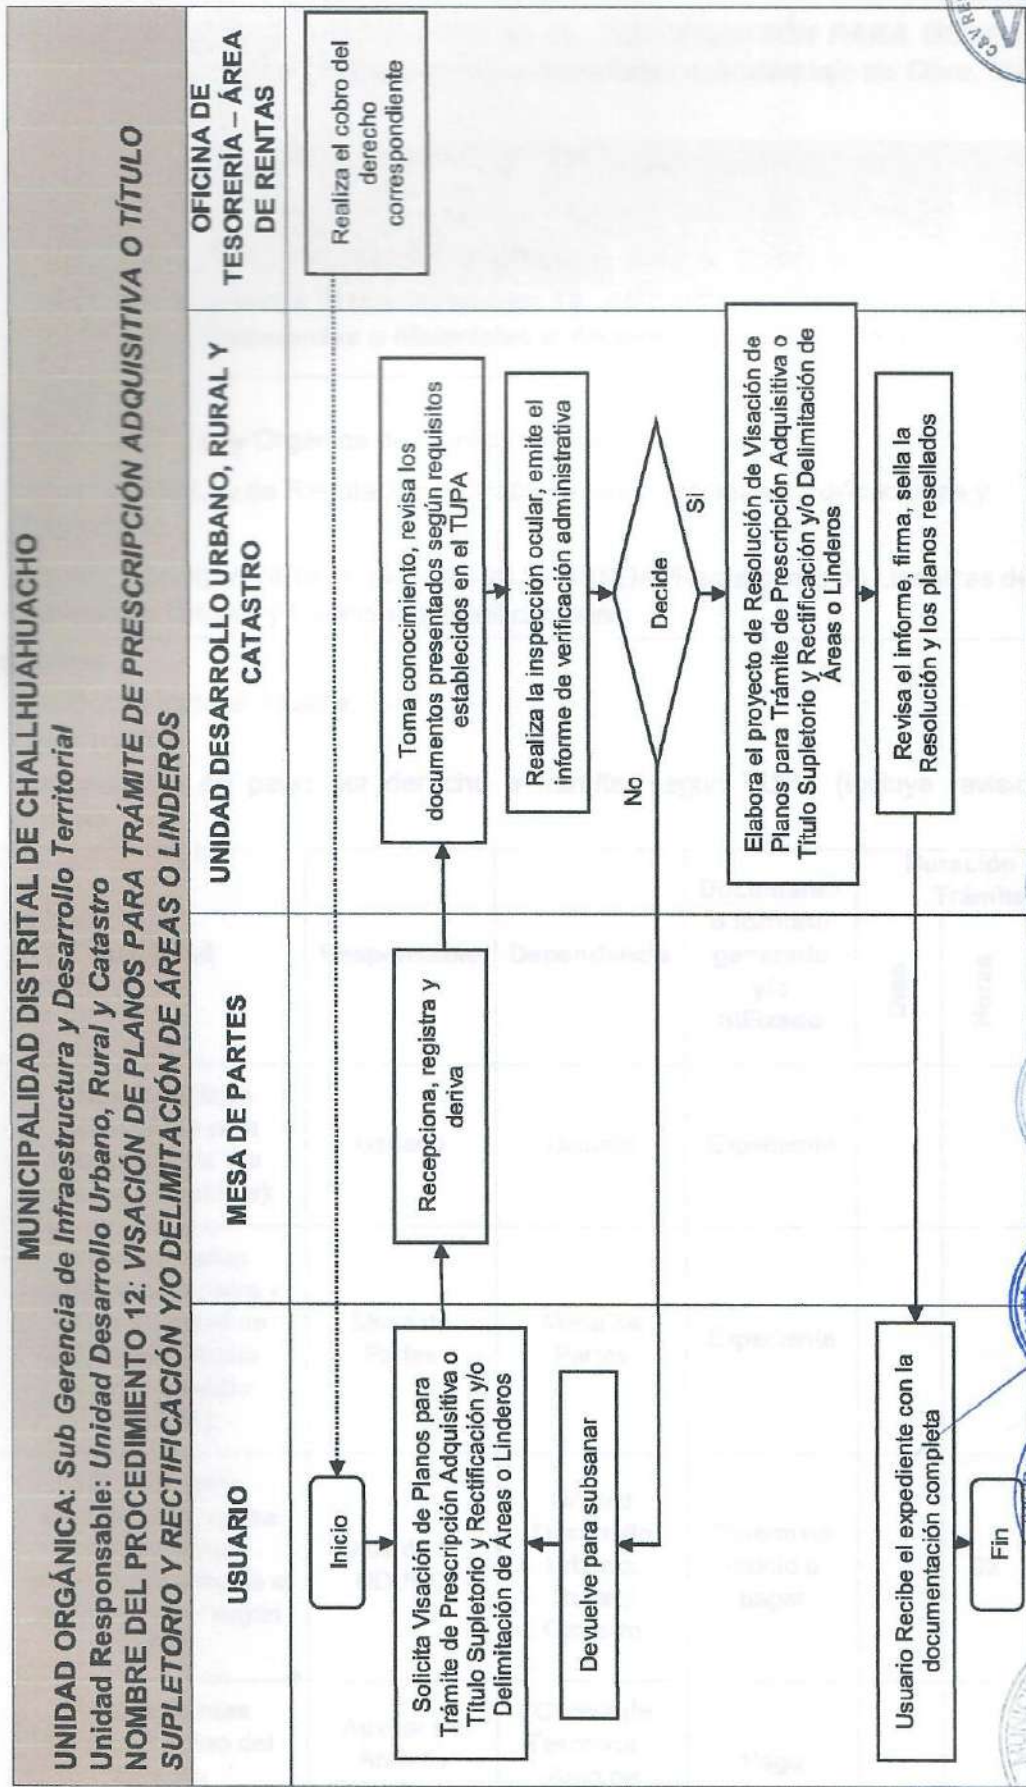 MUNICIPALIDAD DISTRITAL DE CHALLHUAHUACHO
UNIDAD ORGÁNICA: Sub Gerencia de Infraestructura y Desarrollo Territorial
Unidad Responsable: Unidad Desarrollo Urbano, Rural y Catastro
NOMBRE DEL PROCEDIMIENTO 12: VISACIÓN DE PLANOS PARA TRÁMITE DE PRESCRIPCIÓN ADQUISITIVA O TÍTULO
SUPLETORIO Y RECTIFICACIÓN Y/O DELIMITACIÓN DE ÁREAS O LINDEROS
USUARIO
MESA DE PARTES
UNIDAD DESARROLLO URBANO, RURAL Y
CATASTRO
OFICINA DE
TESORERÍA – ÁREA
DE RENTAS
Inicio
Realiza el cobro del
derecho
correspondiente
Solicita Visación de Planos para
Trámite de Prescripción Adquisitiva o
Título Supletorio y Rectificación y/o
Delimitación de Areas o Linderos
Recepciona, registra y
deriva
Toma conocimiento, revisa los
documentos presentados según requisitos
establecidos el TUPA
Realiza la inspección ocular, emite el
Informe de verificación administrativa
Devuelve para subsanar
No
Decide
Si
Elabora el proyecto de Resolución de Visación de
Planos para Trámite de Prescripción Adquisitiva o
Título Supletorio y Rectificación y/o Delimitación de
Áreas o Linderos
Revisa el informe, firma, sella la
Resolución y los planos resellados
Usuario Recibe el expediente con la
documentación completa
Fin